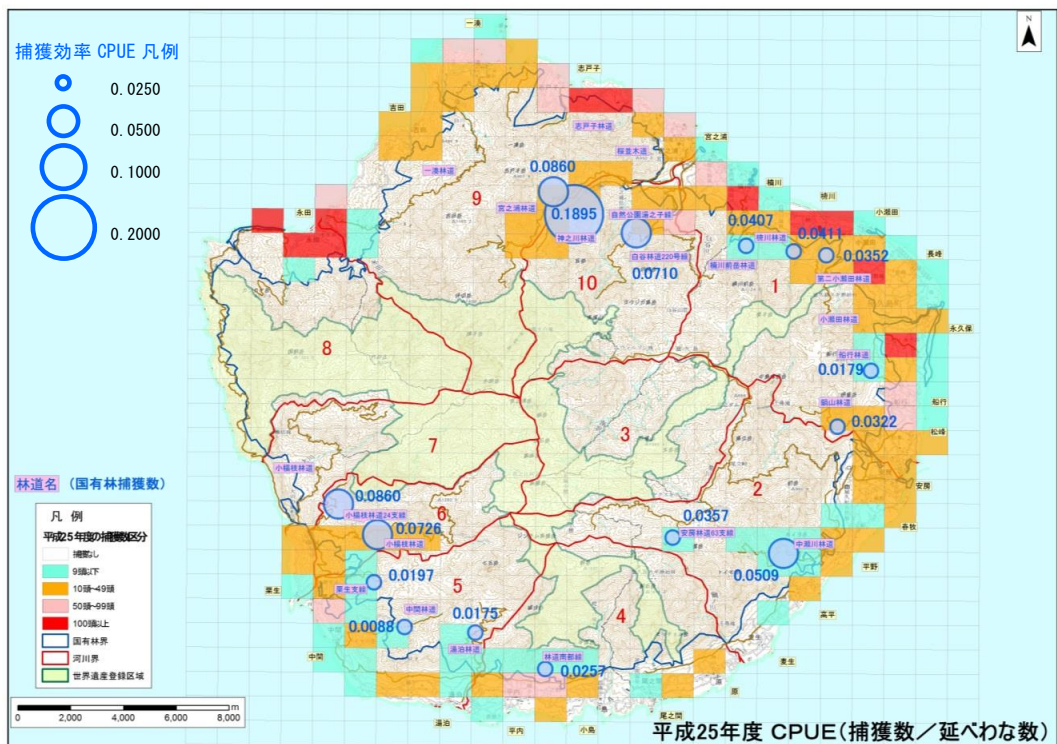 捕獲効率 CPUE 凡例
0.0250
0.0500
0.1000
0.2000
N
一湊
志戸子
吉田
志戸子林道
宮之浦
桜並木道
一湊林道
0.0860
9
宮之浦林道
0.1895
自然公園湯之子線
神之川林道
白谷林道220号線
0.0710
10
楠川
椨川
小瀬田
0.0407
椨川林道
0.0411
0.0352
長峰
楠川前岳林道
第二小瀬田林道
1
永田
小瀬田林道
永久保
8
船行林道
0.0179
船行
朝山林道
0.0322
松峰
3
7
2
安房
小楊枝林道
林道名 (国有林捕獲数)
0.0860
小楊枝林道24支線
6
0.0726
小楊枝林道
0.0357
安房林道63支線
春牧
中瀬川林道
0.0509
平野
凡 例
平成25年度の捕獲数区分
捕獲なし
9頭以下
10頭~49頭
50頭~99頭
100頭以上
国有林界
河川界
世界遺産登録区域
栗生
栗生支線
0.0197
5
4
高平
中間林道
0.0088
0.0175
湯泊林道
中間
林道南部線
0.0257
麦生
原
尾之間
小島
平内
湯泊
0 2,000 4,000 6,000 8,000
m
平成25年度 CPUE(捕獲数/延べわな数)